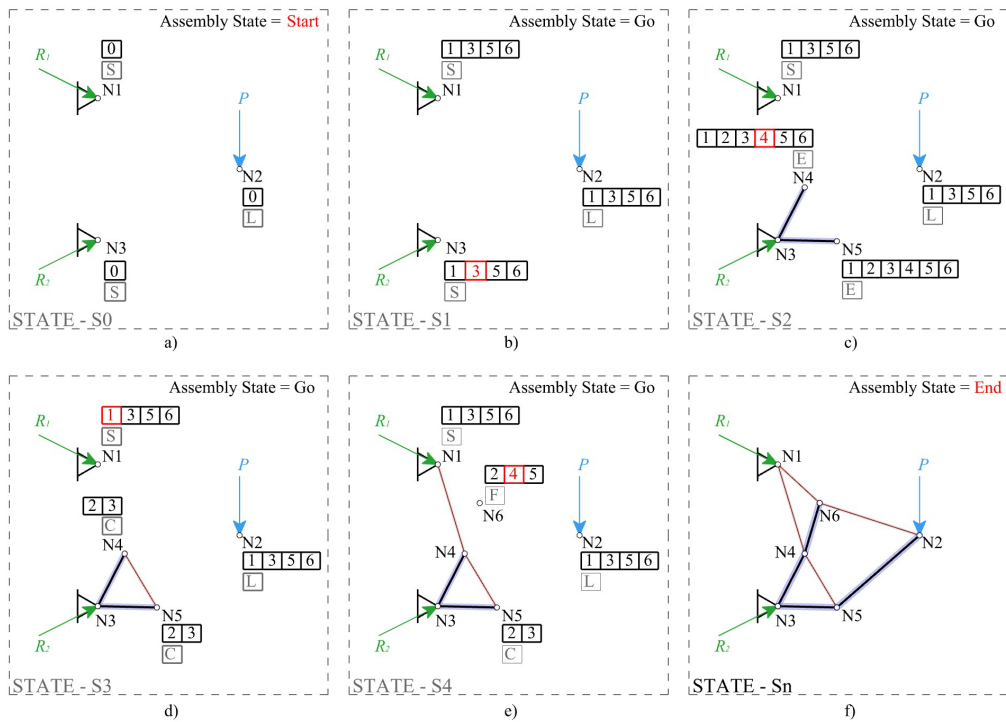 Assembly State = Start
0
S
R1
N1
P
N2
0
L
N3
0
S
R2
STATE - S0
a)
Assembly State = Go
1 3 5 6
S
R1
N1
P
N2
1 3 5 6
L
N3
1 3 5 6
S
R2
STATE - S1
b)
Assembly State = Go
1 3 5 6
S
R1
N1
P
1 2 3 4 5 6
E
N4
N2
1 3 5 6
L
N3
N5
1 2 3 4 5 6
E
R2
STATE - S2
c)
Assembly State = Go
1 3 5 6
S
R1
N1
P
2 3
C
N4
N2
1 3 5 6
L
N3
N5
2 3
C
R2
STATE - S3
d)
Assembly State = Go
1 3 5 6
S
R1
N1
P
2 4 5
F
N6
N4
N2
1 3 5 6
L
N3
N5
2 3
C
R2
STATE - S4
e)
Assembly State = End
R1
N1
P
N6
N2
N4
N3
N5
R2
STATE - Sn
f)